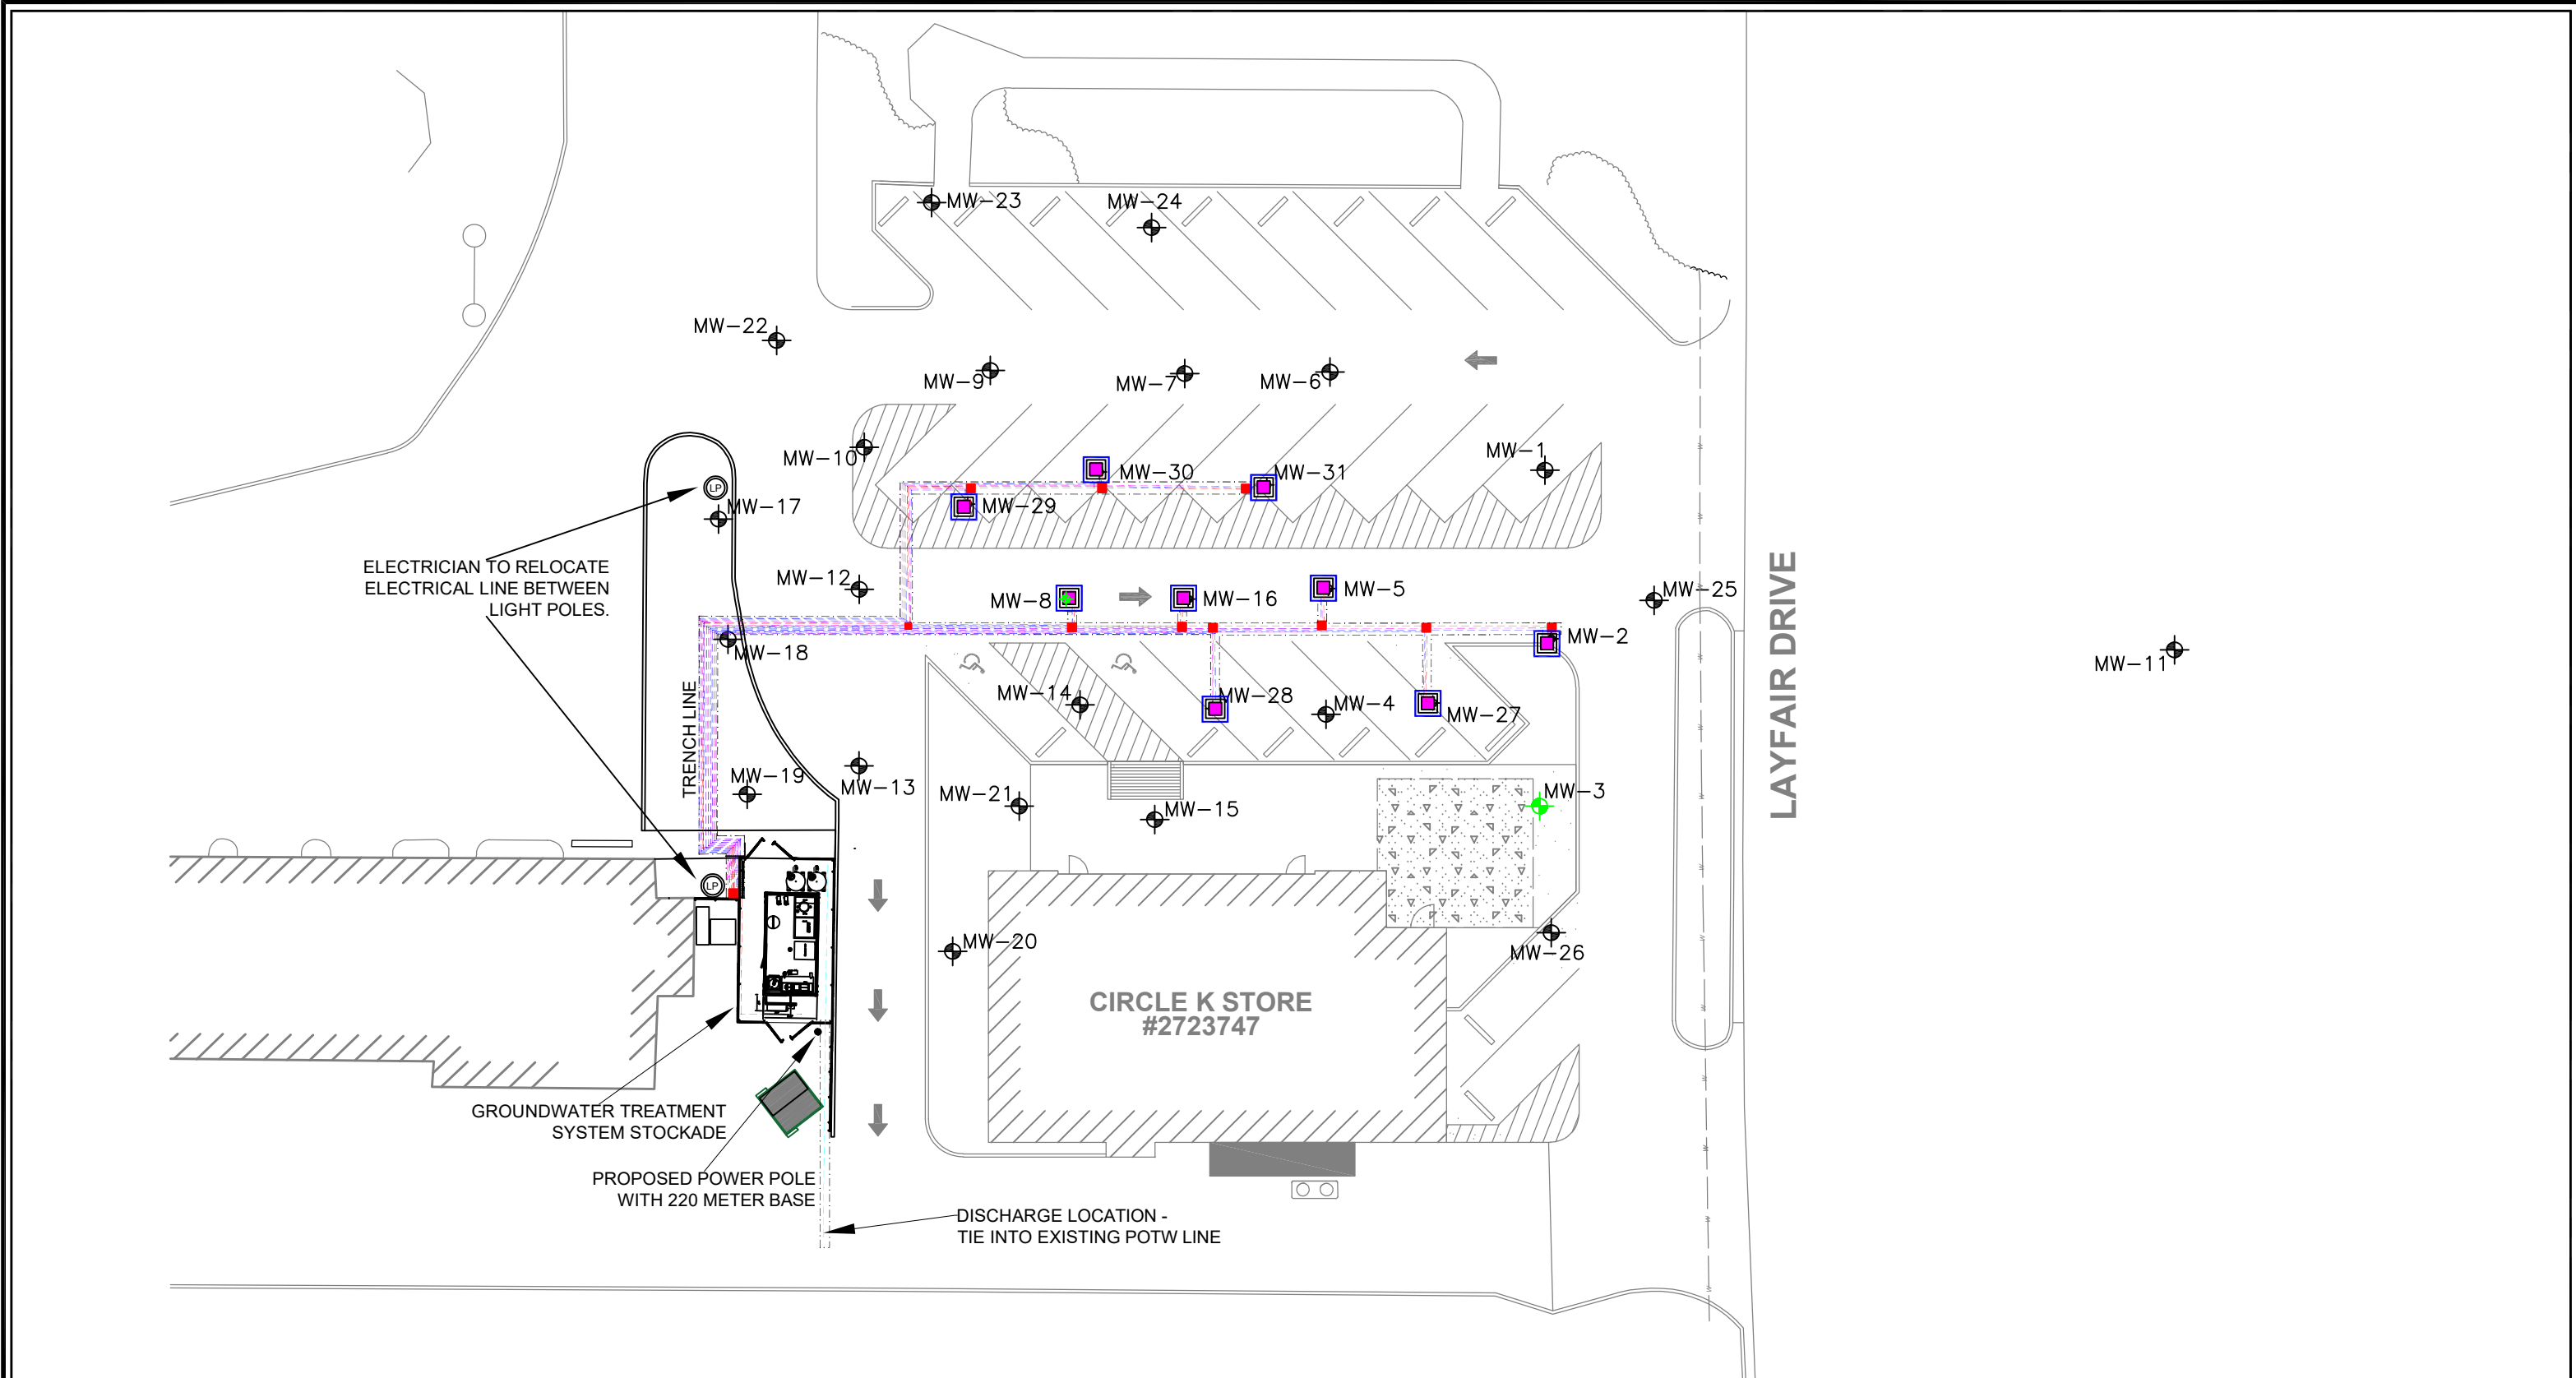 MW-23
MW-24
MW-22
MW-9
MW-7
MW-6
MW-10
MW-1
MW-30
MW-31
LP
MW-17
MW-29
ELECTRICIAN TO RELOCATE
ELECTRICAL LINE BETWEEN
LIGHT POLES.
MW-12
MW-8
MW-16
MW-5
MW-25
MW-2
MW-18
MW-11
LAYFAIR DRIVE
TRENCH LINE
MW-14
MW-28
MW-4
MW-27
MW-19
MW-13
MW-21
MW-15
MW-3
LP
MW-20
MW-26
CIRCLE K STORE
#2723747
GROUNDWATER TREATMENT
SYSTEM STOCKADE
PROPOSED POWER POLE
WITH 220 METER BASE
DISCHARGE LOCATION -
TIE INTO EXISTING POTW LINE
W
W
W
W
W
W
W
W
W
W
W
W